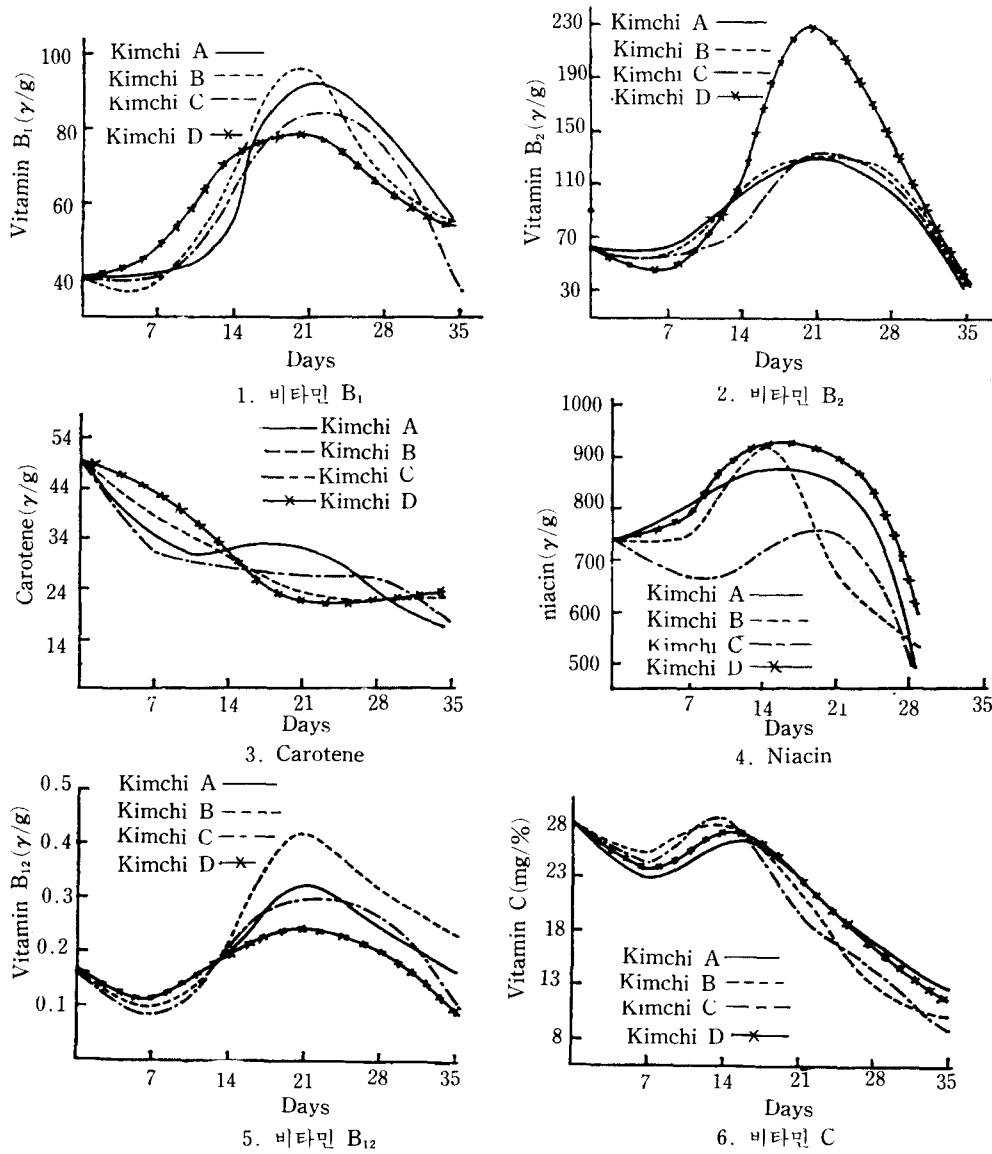 Vitamin B₁(γ/g)
100
80
60
40
Kimchi A
Kimchi B
Kimchi C
Kimchi D
7 14 21 28 35
Days
1. 비타민 B₁
Vitamin B₂(γ/g)
230
190
150
110
70
30
Kimchi A
Kimchi B
Kimchi C
Kimchi D
7 14 21 28 35
Days
2. 비타민 B₂
Carotene(γ/g)
54
44
34
24
14
Kimchi A
Kimchi B
Kimchi C
Kimchi D
7 14 21 28 35
Days
3. Carotene
niacin(γ/g)
1000
900
800
700
600
500
Kimchi A
Kimchi B
Kimchi C
Kimchi D
7 14 21 28 35
Days
4. Niacin
Vitamin B₁₂(γ/g)
0.5
0.4
0.3
0.2
0.1
Kimchi A
Kimchi B
Kimchi C
Kimchi D
7 14 21 28 35
Days
5. 비타민 B₁₂
Vitamin C(mg/%)
28
23
18
13
8
Kimchi A
Kimchi B
Kimchi C
Kimchi D
7 14 21 28 35
Days
6. 비타민 C